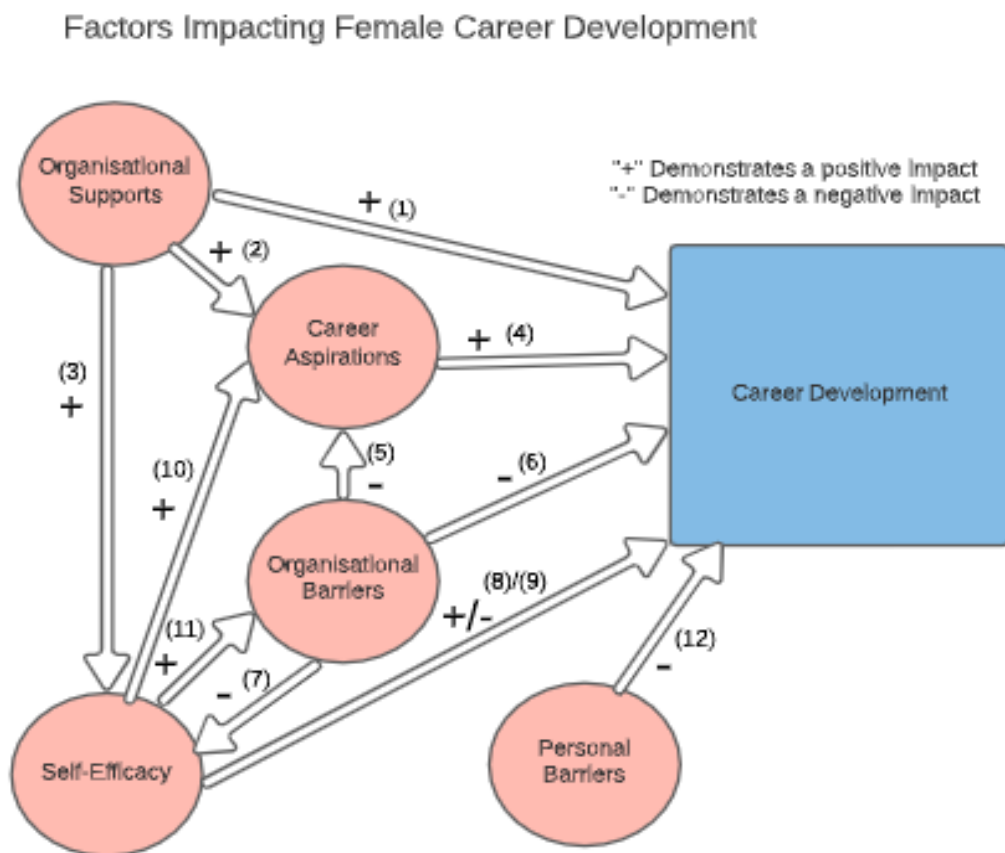 Factors Impacting Female Career Development
Organisational
Supports
"+" Demonstrates a positive impact
"-" Demonstrates a negative impact
+ (1)
+ (2)
Career
Aspirations
+ (4)
(3)
+
Career Development
(5)
-
- (6)
(10)
+
Organisational
Barriers
(8)/(9)
+/-
(11)
+
- (7)
(12)
-
Self-Efficacy
Personal
Barriers